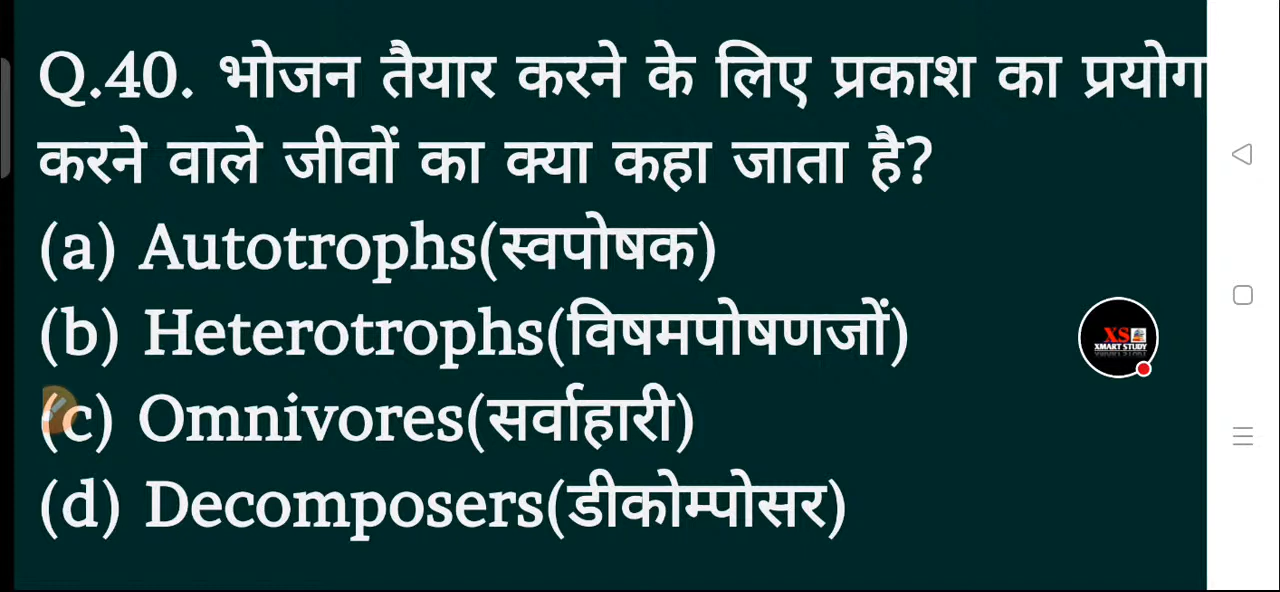 Q.40. भोजन तैयार करने के लिए प्रकाश का प्रयोग
करने वाले जीवों का क्या कहा जाता है?
(a) Autotrophs(स्वपोषक)
(b) Heterotrophs(विषमपोषणजों)
(c) Omnivores(सर्वाहारी)
(d) Decomposers(डीकोम्पोसर)
XS
XMART STUDY